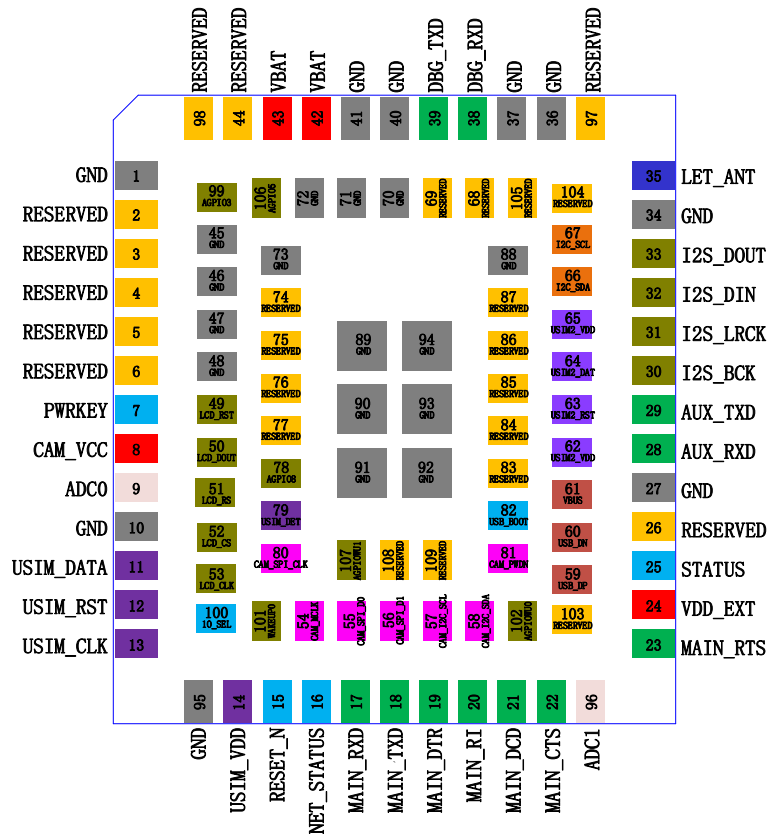 RESERVED
RESERVED
VBAT
VBAT
GND
GND
DBG_TXD
DBG_RXD
GND
GND
RESERVED
98
44
43
42
41
40
39
38
37
36
97
GND 1
RESERVED 2
RESERVED 3
RESERVED 4
RESERVED 5
RESERVED 6
PWRKEY 7
CAM_VCC 8
ADC0 9
GND 10
USIM_DATA 11
USIM_RST 12
USIM_CLK 13
99
AGPIO3
106
AGPIO5
72
GND
71
GND
70
GND
69
RESERVED
68
RESERVED
105
RESERVED
104
RESERVED
45
GND
46
GND
47
GND
48
GND
49
LCD_RST
50
LCD_DOUT
51
LCD_RS
52
LCD_CS
53
LCD_CLK
100
IO_SEL
73
GND
74
RESERVED
75
RESERVED
76
RESERVED
77
RESERVED
78
AGPIO8
79
USIM_DET
80
CAM_SPI_CLK
89
GND
94
GND
90
GND
93
GND
91
GND
92
GND
88
GND
87
RESERVED
86
RESERVED
85
RESERVED
84
RESERVED
83
RESERVED
82
USB_BOOT
81
CAM_PWDN
67
I2C_SCL
66
I2C_SDA
65
USIM2_VDD
64
USIM2_DAT
63
USIM2_RST
62
USIM2_VDD
61
VBUS
60
USB_DN
59
USB_DP
103
RESERVED
107
AGPIOWU1
108
RESERVED
109
RESERVED
101
WAKEUP0
54
CAM_MCLK
55
CAM_SPI_D0
56
CAM_SPI_D1
57
CAM_I2C_SCL
58
CAM_I2C_SDA
102
AGPIOWU0
35 LET_ANT
34 GND
33 I2S_DOUT
32 I2S_DIN
31 I2S_LRCK
30 I2S_BCK
29 AUX_TXD
28 AUX_RXD
27 GND
26 RESERVED
25 STATUS
24 VDD_EXT
23 MAIN_RTS
95
14
15
16
17
18
19
20
21
22
96
GND
USIM_VDD
RESET_N
NET_STATUS
MAIN_RXD
MAIN_TXD
MAIN_DTR
MAIN_RI
MAIN_DCD
MAIN_CTS
ADC1